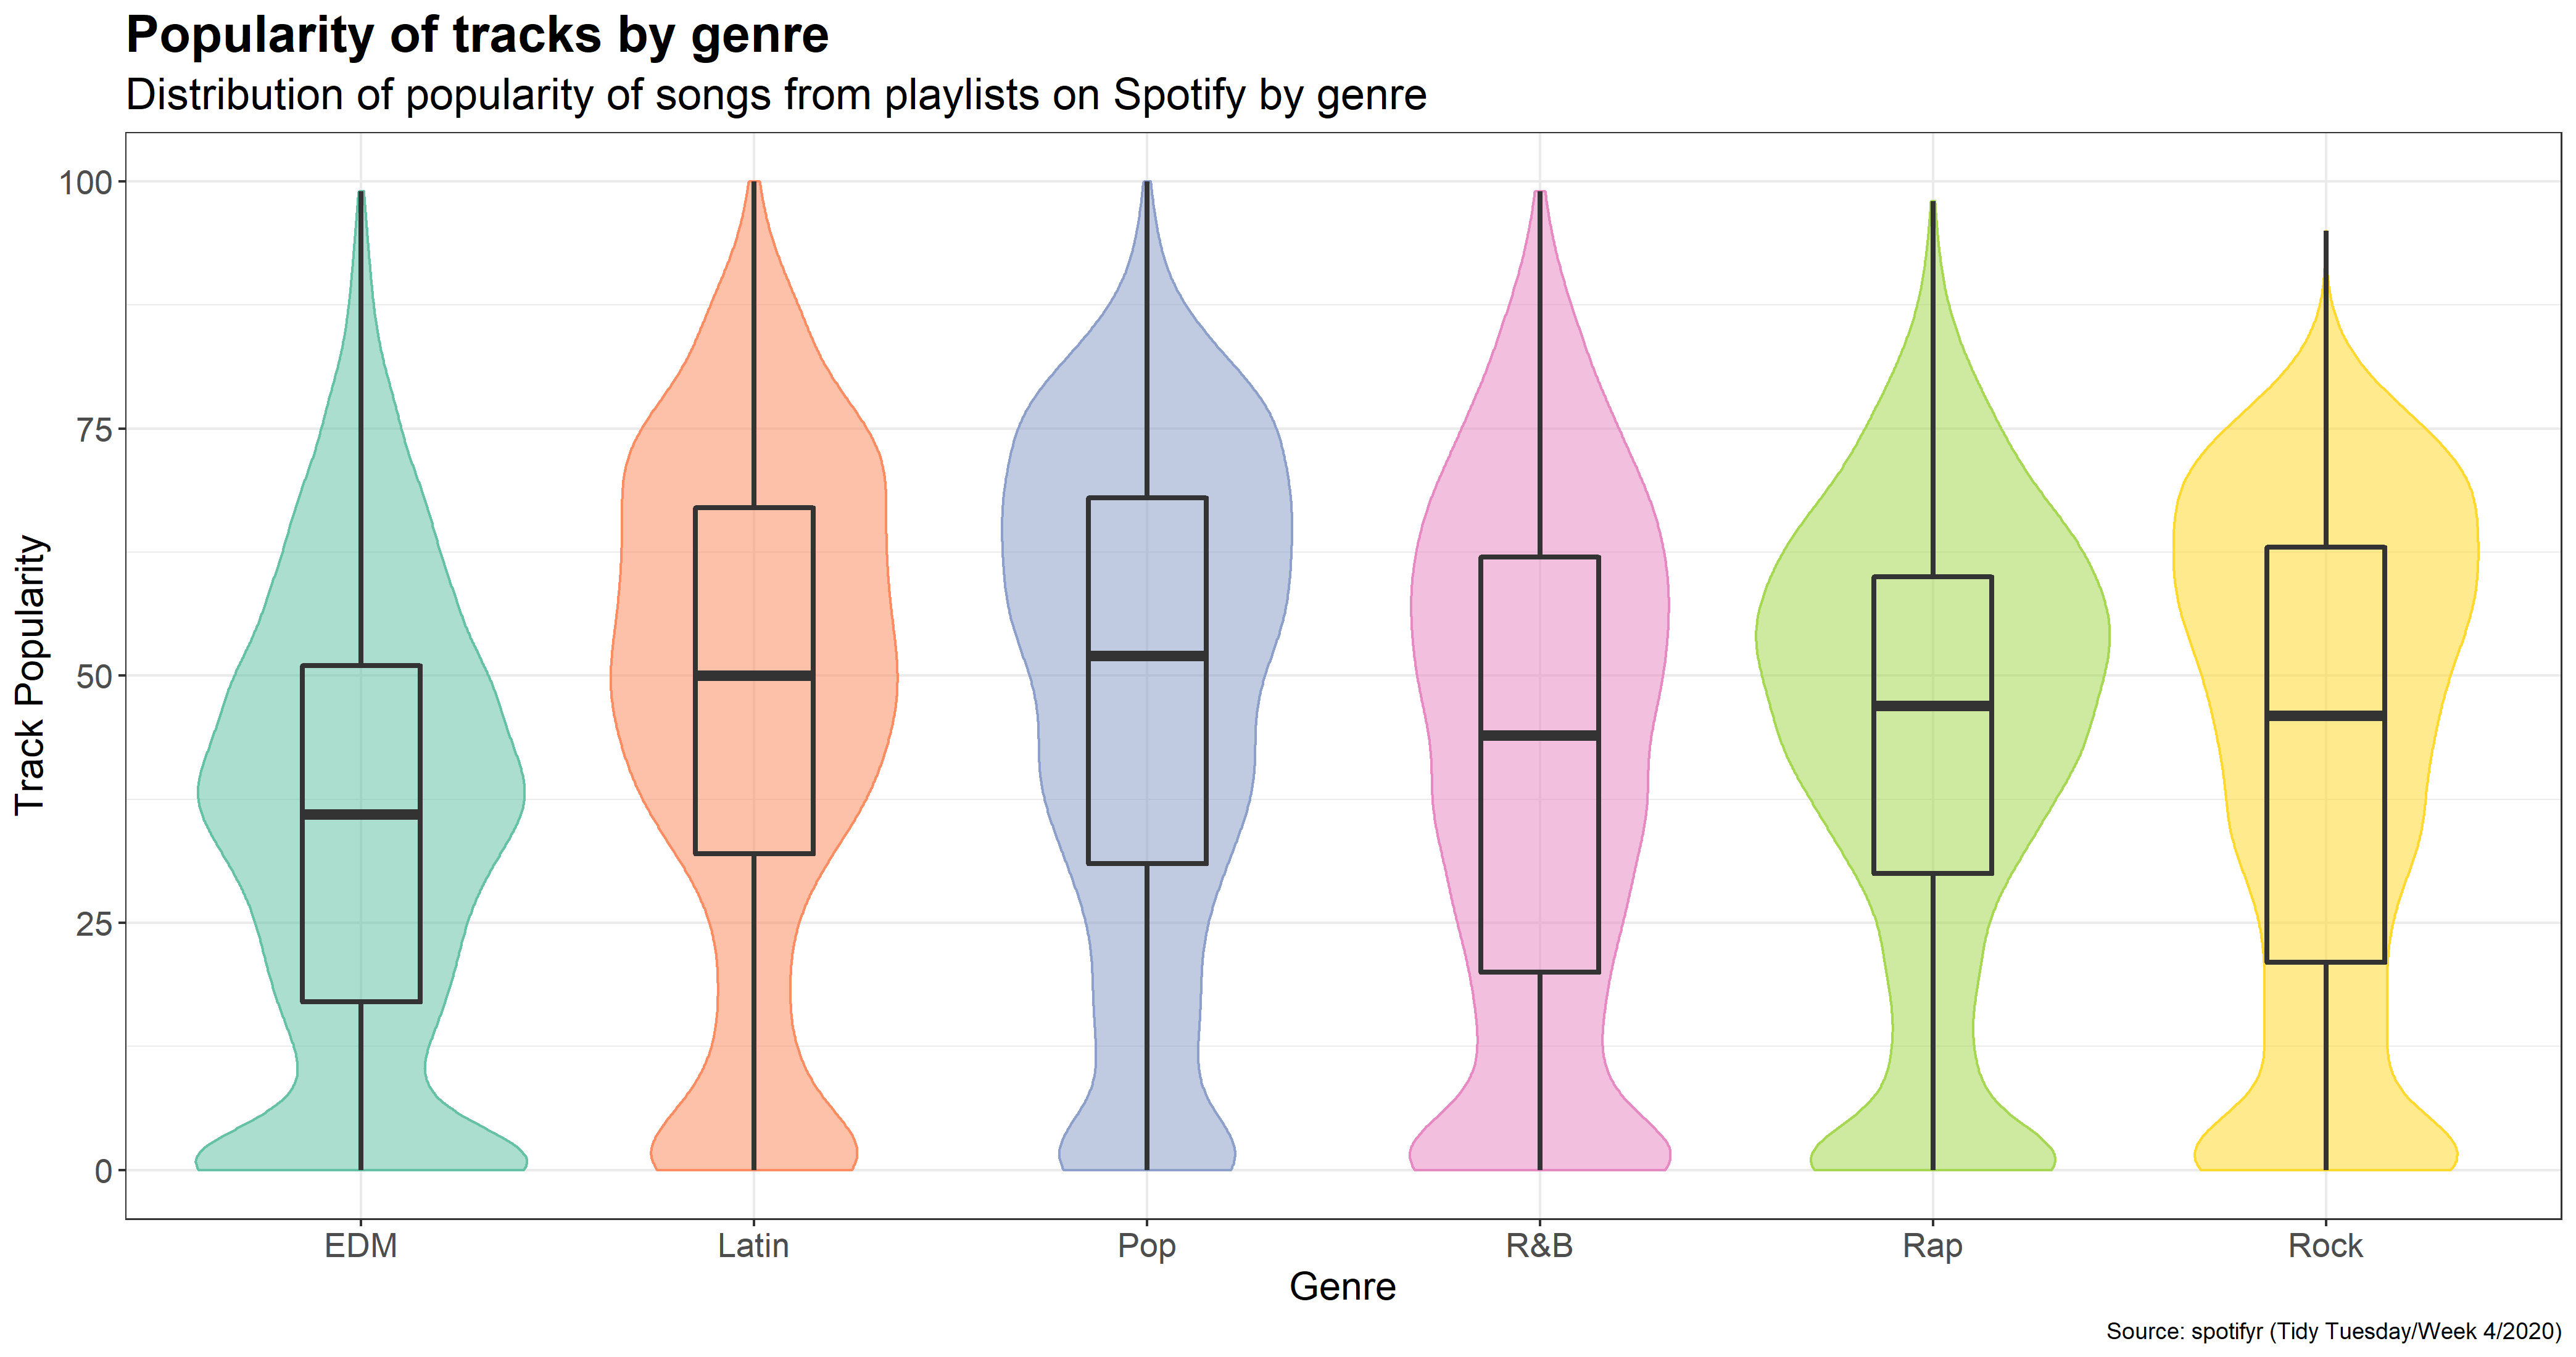 Popularity of tracks by genre
Distribution of popularity of songs from playlists on Spotify by genre
Track Popularity
100
75
50
25
0
EDM Latin Pop R&B Rap Rock
Genre
Source: spotifyr (Tidy Tuesday/Week 4/2020)